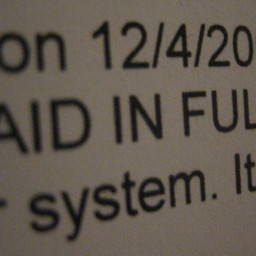 on 12/4/20
AID IN FUL
r system. It